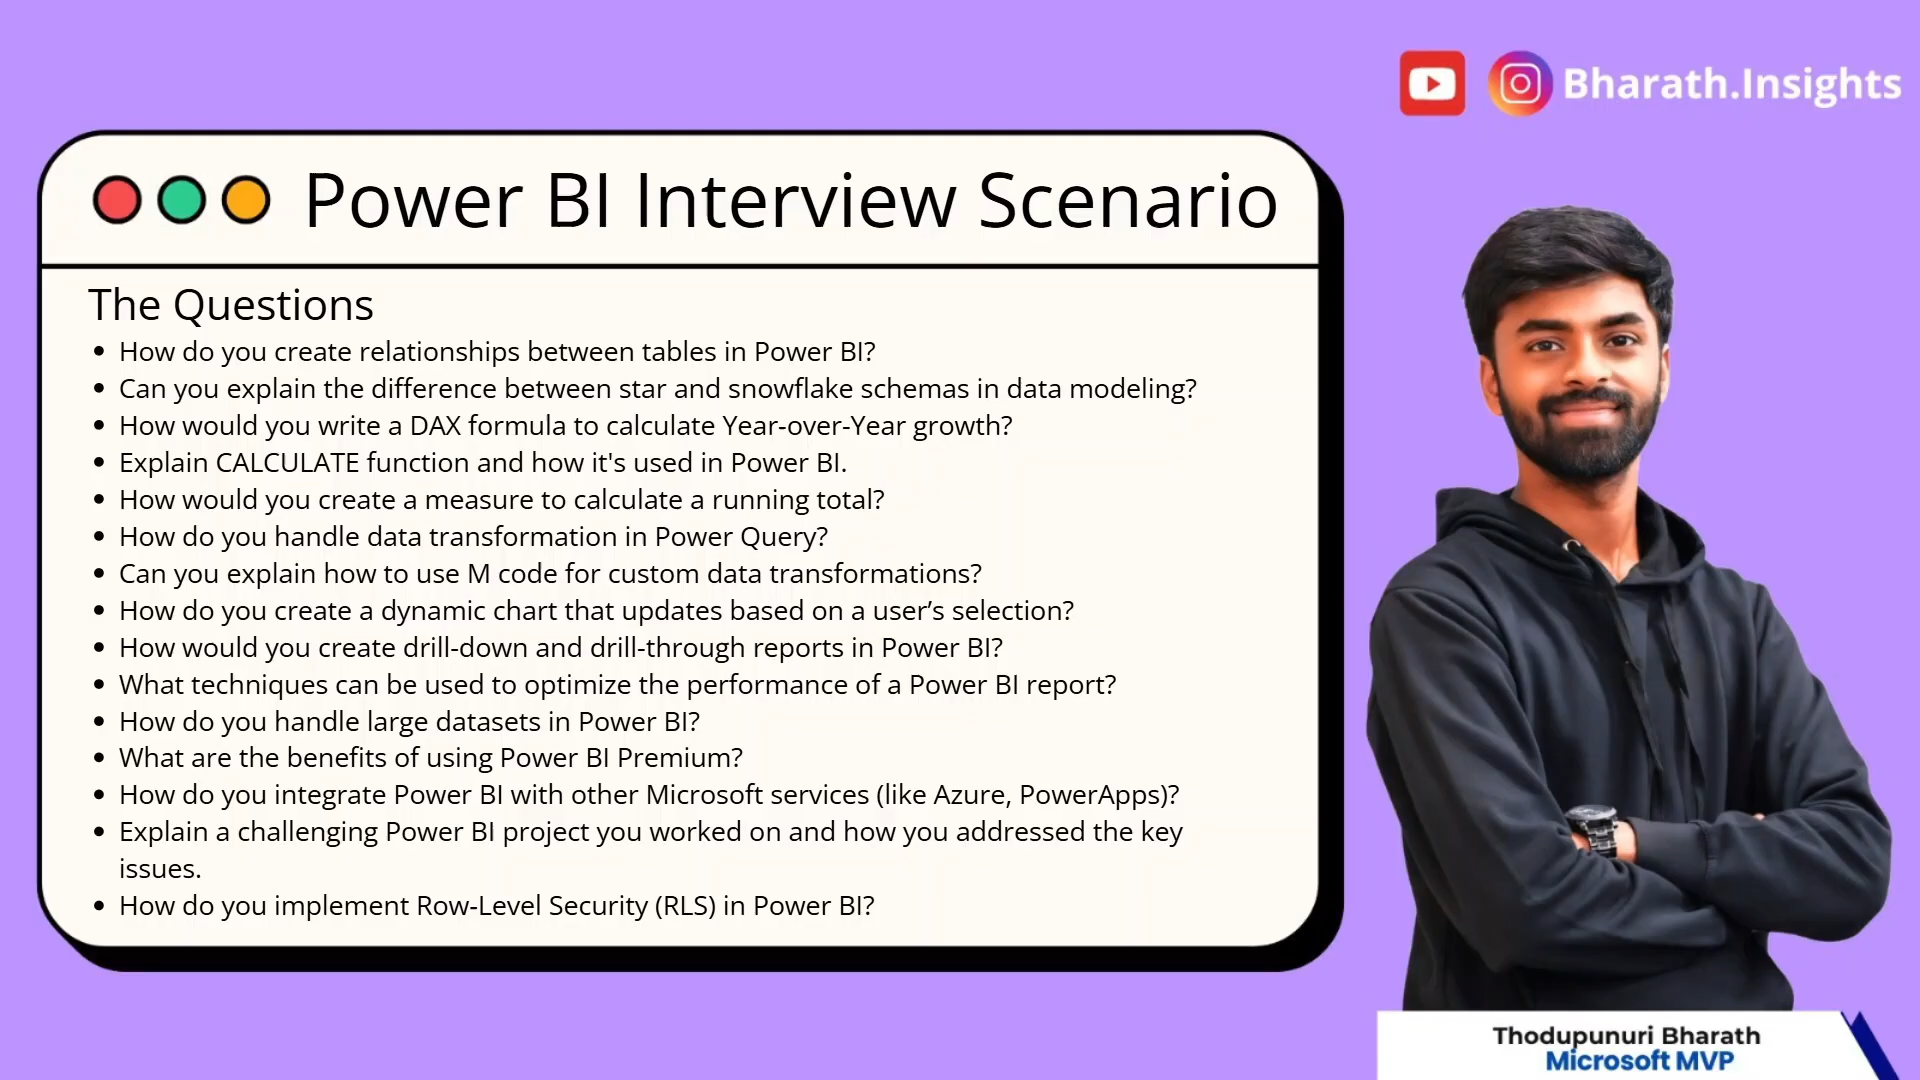 Bharath.Insights
Power BI Interview Scenario
The Questions
• How do you create relationships between tables in Power BI?
• Can you explain the difference between star and snowflake schemas in data modeling?
• How would you write a DAX formula to calculate Year-over-Year growth?
• Explain CALCULATE function and how it's used in Power BI.
• How would you create a measure to calculate a running total?
• How do you handle data transformation in Power Query?
• Can you explain how to use M code for custom data transformations?
• How do you create a dynamic chart that updates based on a user’s selection?
• How would you create drill-down and drill-through reports in Power BI?
• What techniques can be used to optimize the performance of a Power BI report?
• How do you handle large datasets in Power BI?
• What are the benefits of using Power BI Premium?
• How do you integrate Power BI with other Microsoft services (like Azure, PowerApps)?
• Explain a challenging Power BI project you worked on and how you addressed the key
issues.
• How do you implement Row-Level Security (RLS) in Power BI?
Thodupunuri Bharath
Microsoft MVP